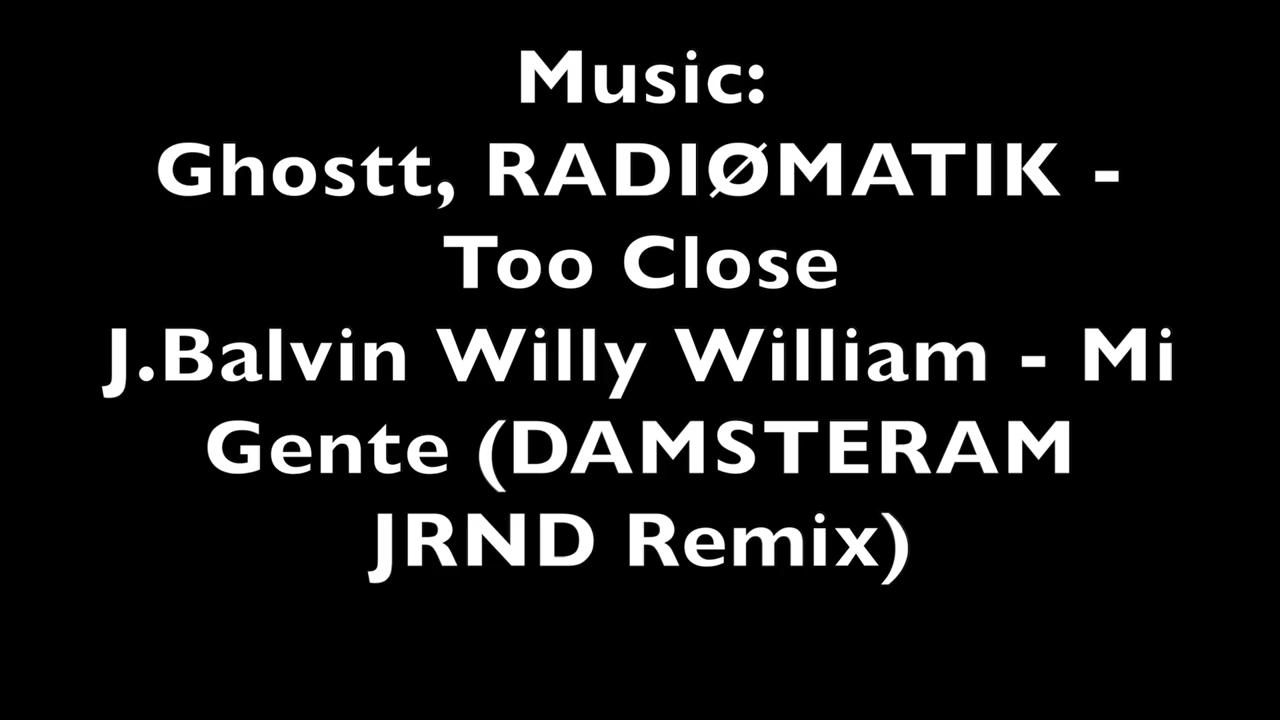 Music:
Ghostt, RADIØMATIK -
Too Close
J.Balvin Willy William - Mi
Gente (DAMSTERAM
JRND Remix)